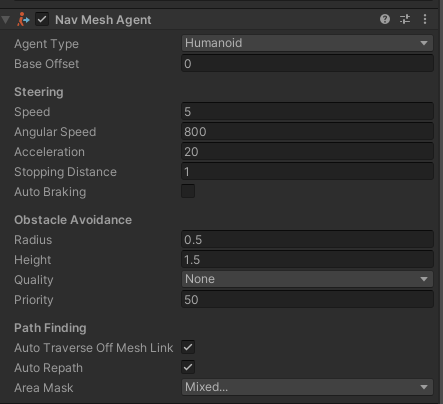 Nav Mesh Agent
Agent Type Humanoid
Base Offset 0
Steering
Speed 5
Angular Speed 800
Acceleration 20
Stopping Distance 1
Auto Braking
Obstacle Avoidance
Radius 0.5
Height 1.5
Quality None
Priority 50
Path Finding
Auto Traverse Off Mesh Link
Auto Repath
Area Mask Mixed...